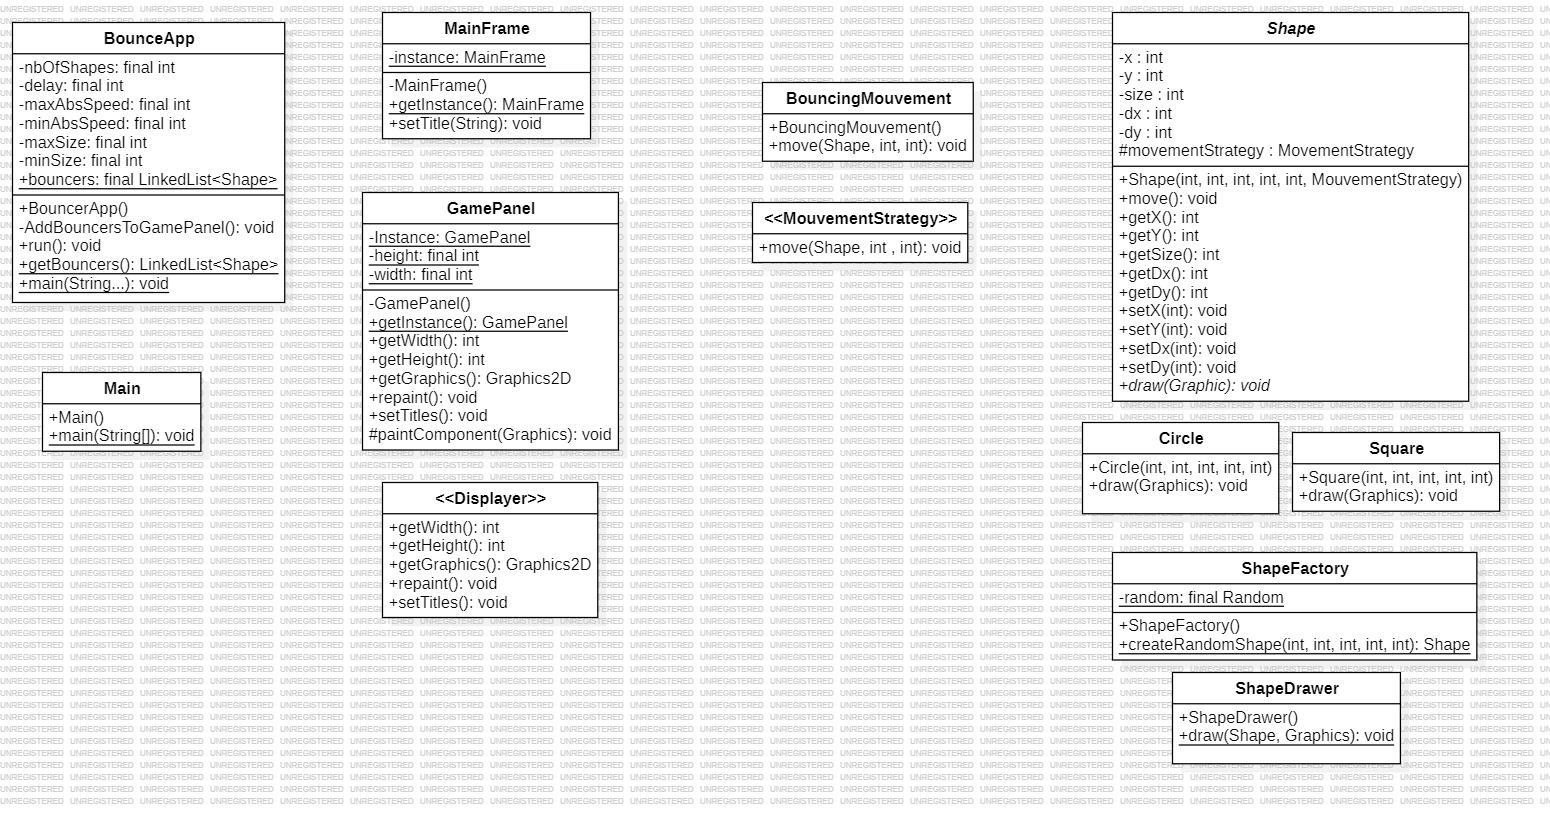 BounceApp
-nbOfShapes: final int
-delay: final int
-maxAbsSpeed: final int
-minAbsSpeed: final int
-maxSize: final int
-minSize: final int
+bouncers: final LinkedList<Shape>
+BouncerApp()
-AddBouncersToGamePanel(): void
+run(): void
+getBouncers(): LinkedList<Shape>
+main(String...): void
Main
+Main()
+main(String[]): void
MainFrame
-instance: MainFrame
-MainFrame()
+getInstance(): MainFrame
+setTitle(String): void
GamePanel
-Instance: GamePanel
-height: final int
-width: final int
-GamePanel()
+getInstance(): GamePanel
+getWidth(): int
+getHeight(): int
+getGraphics(): Graphics2D
+repaint(): void
+setTitles(): void
#paintComponent(Graphics): void
<<Displayer>>
+getWidth(): int
+getHeight(): int
+getGraphics(): Graphics2D
+repaint(): void
+setTitles(): void
BouncingMouvement
+BouncingMouvement()
+move(Shape, int, int): void
<<MouvementStrategy>>
+move(Shape, int , int): void
Shape
-x : int
-y : int
-size : int
-dx : int
-dy : int
#movementStrategy : MovementStrategy
+Shape(int, int, int, int, int, MouvementStrategy)
+move(): void
+getX(): int
+getY(): int
+getSize(): int
+getDx(): int
+getDy(): int
+setX(int): void
+setY(int): void
+setDx(int): void
+setDy(int): void
+draw(Graphic): void
Circle
+Circle(int, int, int, int, int)
+draw(Graphics): void
Square
+Square(int, int, int, int, int)
+draw(Graphics): void
ShapeFactory
-random: final Random
+ShapeFactory()
+createRandomShape(int, int, int, int, int): Shape
ShapeDrawer
+ShapeDrawer()
+draw(Shape, Graphics): void
UNREGISTERED